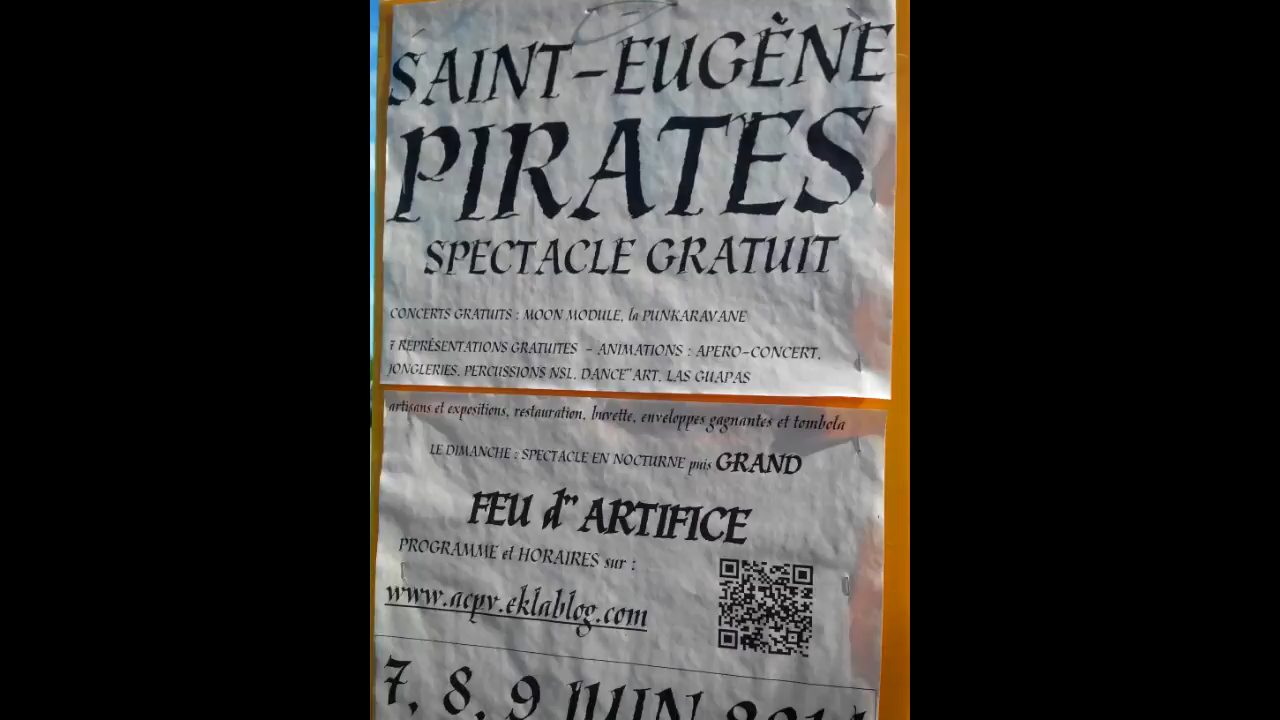 SAINT-EUGÈNE
PIRATES
SPECTACLE GRATUIT
CONCERTS GRATUITS : MOON MODULE, la PUNKARAVANE
7 REPRÉSENTATIONS GRATUITES - ANIMATIONS : APERO-CONCERT,
JONGLERIES, PERCUSSIONS NSL, DANCE"ART, LAS GUAPAS
artisans et expositions, restauration, buvette, enveloppes gagnantes et tombola
LE DIMANCHE : SPECTACLE EN NOCTURNE puis GRAND
FEU d" ARTIFICE
PROGRAMME et HORAIRES sur :
www.acpv.eklablog.com
7, 8, 9 JUIN 2014